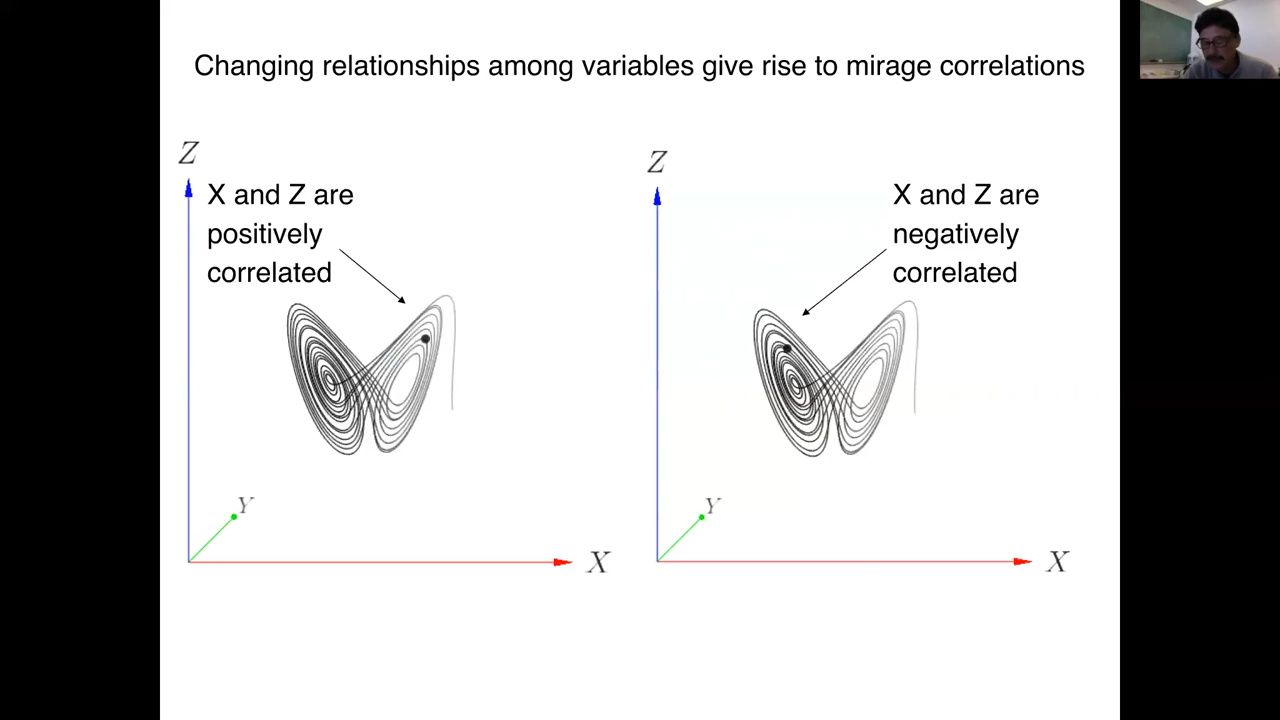 Changing relationships among variables give rise to mirage correlations
Z
X and Z are
positively
correlated
Y
X
Z
X and Z are
negatively
correlated
Y
X